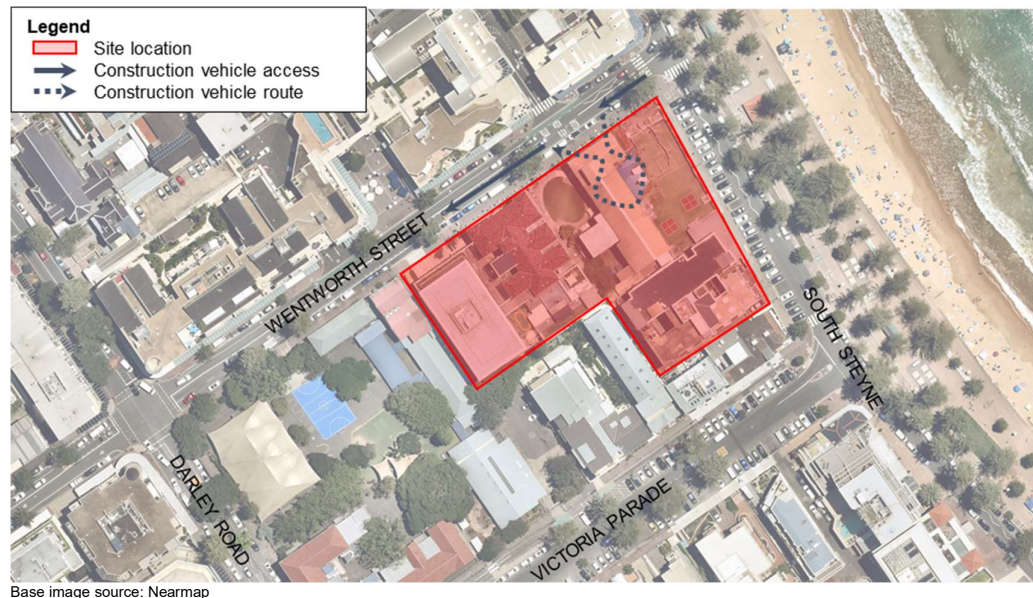 Legend
Site location
Construction vehicle access
Construction vehicle route
WENTWORTH STREET
SOUTH STEYNE
DARLEY ROAD
VICTORIA PARADE
Base image source: Nearmap